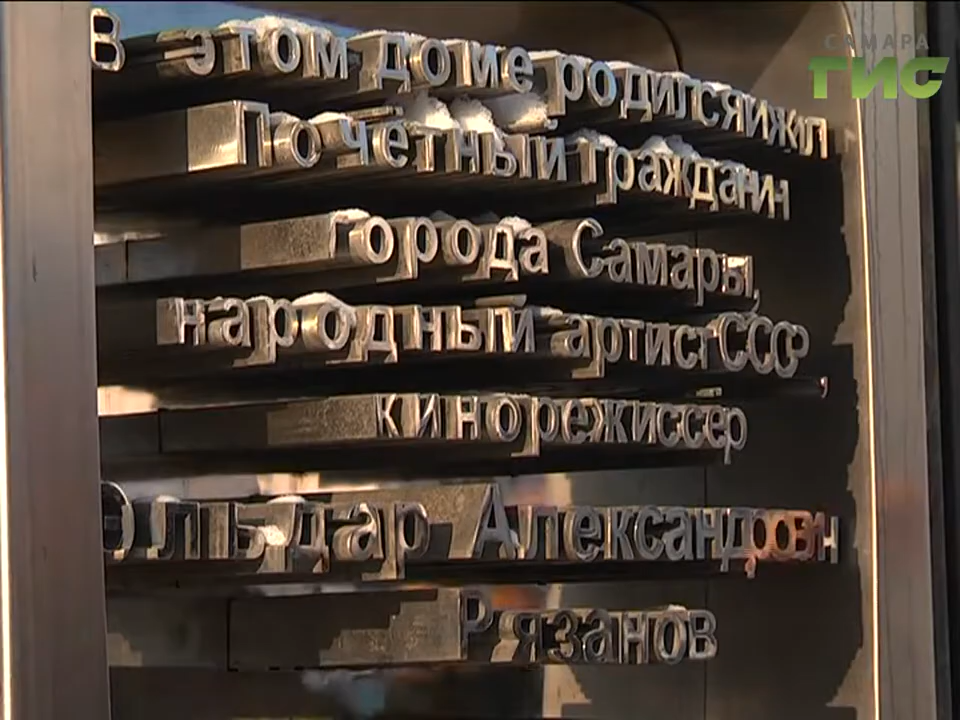 САМАРА
ГИС
В этом доме родился и жил
Почётный гражданин
города Самары,
народный артист СССР,
кинорежиссер
Эльдар Александрович
Рязанов